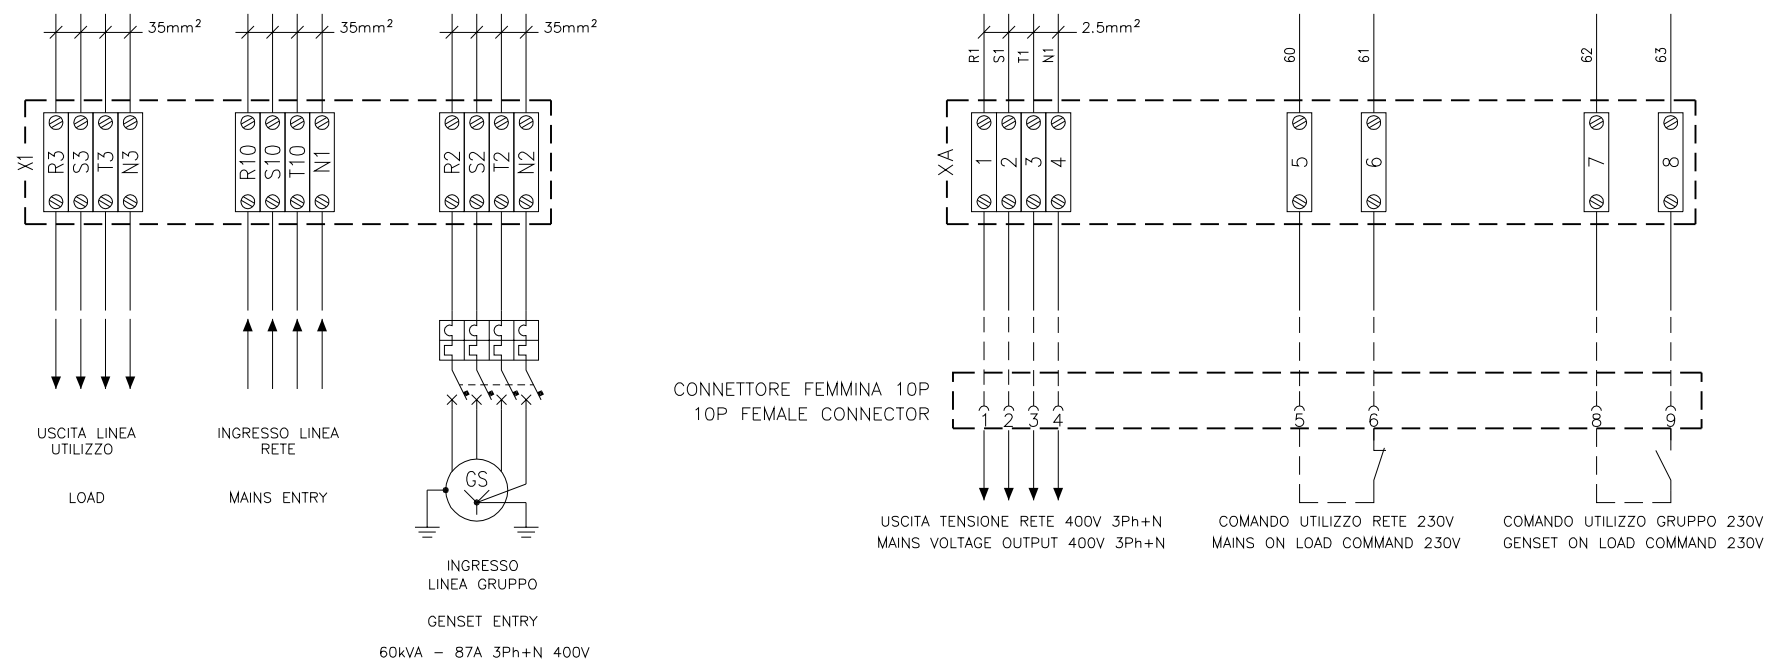 35mm²
35mm²
35mm²
X1
R3 S3 T3 N3
R10 S10 T10 N1
R2 S2 T2 N2
USCITA LINEA
UTILIZZO
LOAD
INGRESSO LINEA
RETE
MAINS ENTRY
GS
INGRESSO
LINEA GRUPPO
GENSET ENTRY
60kVA – 87A 3Ph+N 400V
2.5mm²
R1 S1 T1 N1
60 61
62 63
XA
1 2 3 4
5 6
7 8
CONNETTORE FEMMINA 10P
10P FEMALE CONNECTOR
1 2 3 4
5 6
8 9
USCITA TENSIONE RETE 400V 3Ph+N
MAINS VOLTAGE OUTPUT 400V 3Ph+N
COMANDO UTILIZZO RETE 230V
MAINS ON LOAD COMMAND 230V
COMANDO UTILIZZO GRUPPO 230V
GENSET ON LOAD COMMAND 230V